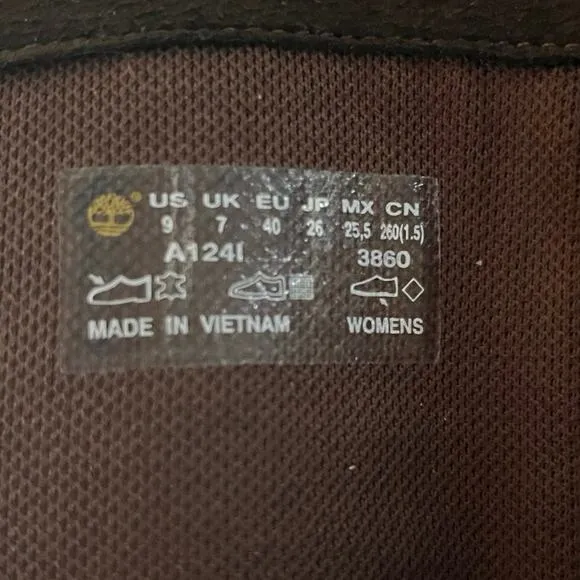 US UK EU JP MX CN
9 7 40 26 25,5 260(1.5)
A124I 3860
MADE IN VIETNAM WOMENS